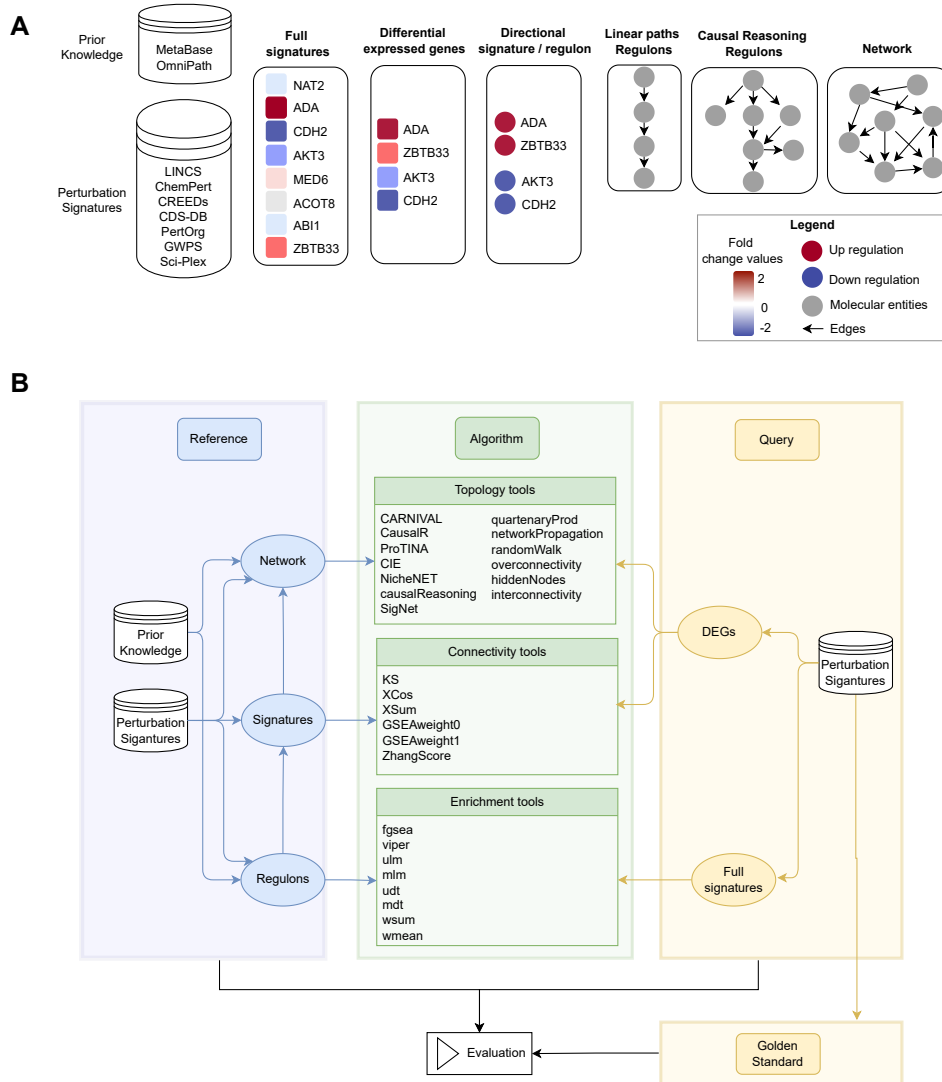 A
Prior
Knowledge
MetaBase
OmniPath
Perturbation
Signatures
LINCS
ChemPert
CREEDs
CDS-DB
PertOrg
GWPS
Sci-Plex
Full
signatures
NAT2
ADA
CDH2
AKT3
MED6
ACOT8
ABI1
ZBTB33
Differential
expressed genes
ADA
ZBTB33
AKT3
CDH2
Directional
signature / regulon
ADA
ZBTB33
AKT3
CDH2
Linear paths
Regulons
Causal Reasoning
Regulons
Network
Legend
Fold
change values
2
0
-2
Up regulation
Down regulation
Molecular entities
Edges
B
Reference
Network
Prior
Knowledge
Perturbation
Sigantures
Signatures
Regulons
Algorithm
Topology tools
CARNIVAL
CausalR
ProTINA
CIE
NicheNET
causalReasoning
SigNet
quartenaryProd
networkPropagation
randomWalk
overconnectivity
hiddenNodes
interconnectivity
Connectivity tools
KS
XCos
XSum
GSEAweight0
GSEAweight1
ZhangScore
Enrichment tools
fgsea
viper
ulm
mlm
udt
mdt
wsum
wmean
Query
DEGs
Perturbation
Sigantures
Full
signatures
Evaluation
Golden
Standard